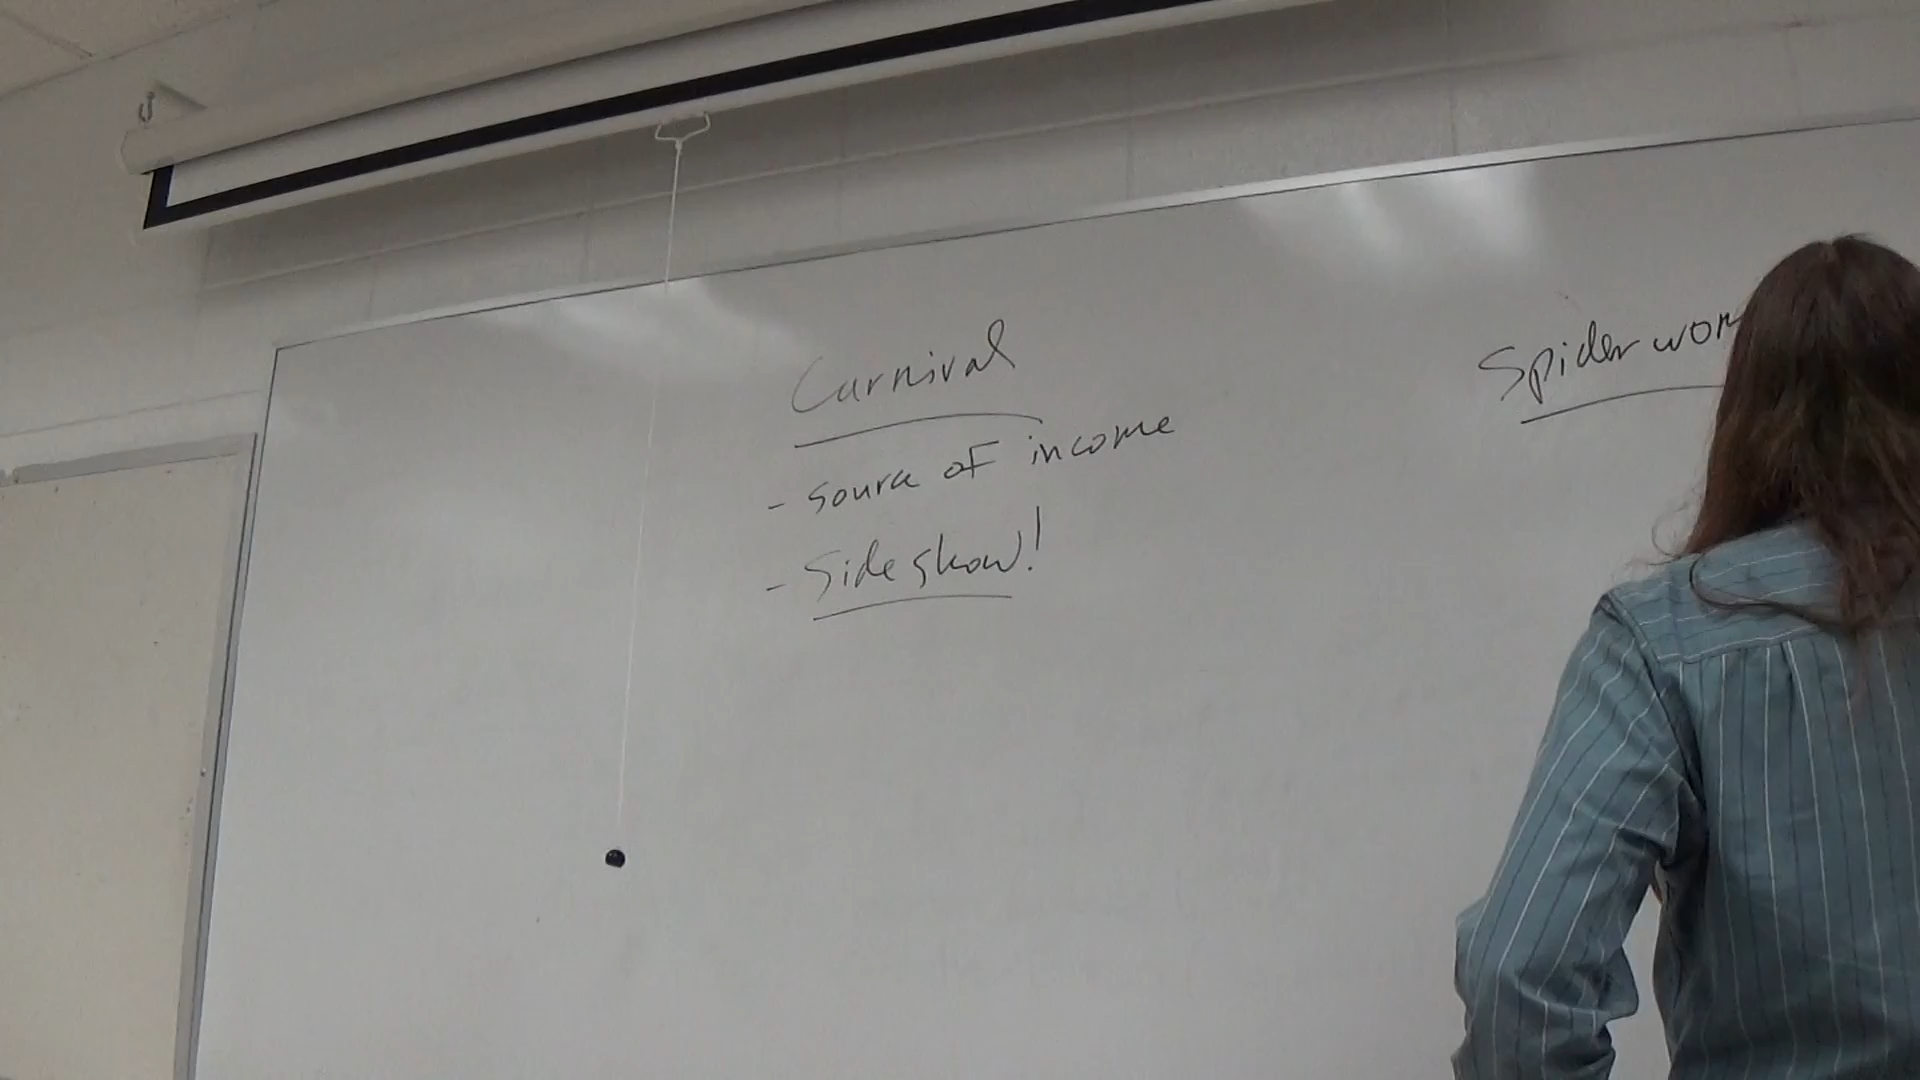 Carnival
- source of income
- Side show!
Spider wom